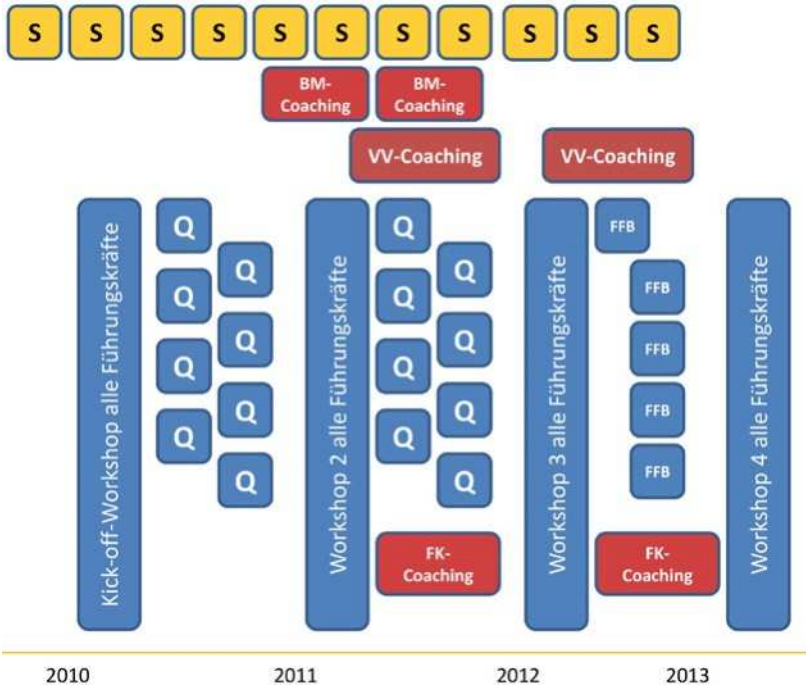 S S S S S S S S S S S
BM-
Coaching
BM-
Coaching
VV-Coaching
VV-Coaching
Kick-off-Workshop alle Führungskräfte
Q
Q
Q
Q
Q
Q
Q
Q
Workshop 2 alle Führungskräfte
Q
Q
Q
Q
Q
Q
Q
Q
FK-
Coaching
Workshop 3 alle Führungskräfte
FFB
FFB
FFB
FFB
FFB
FK-
Coaching
Workshop 4 alle Führungskräfte
2010 2011 2012 2013